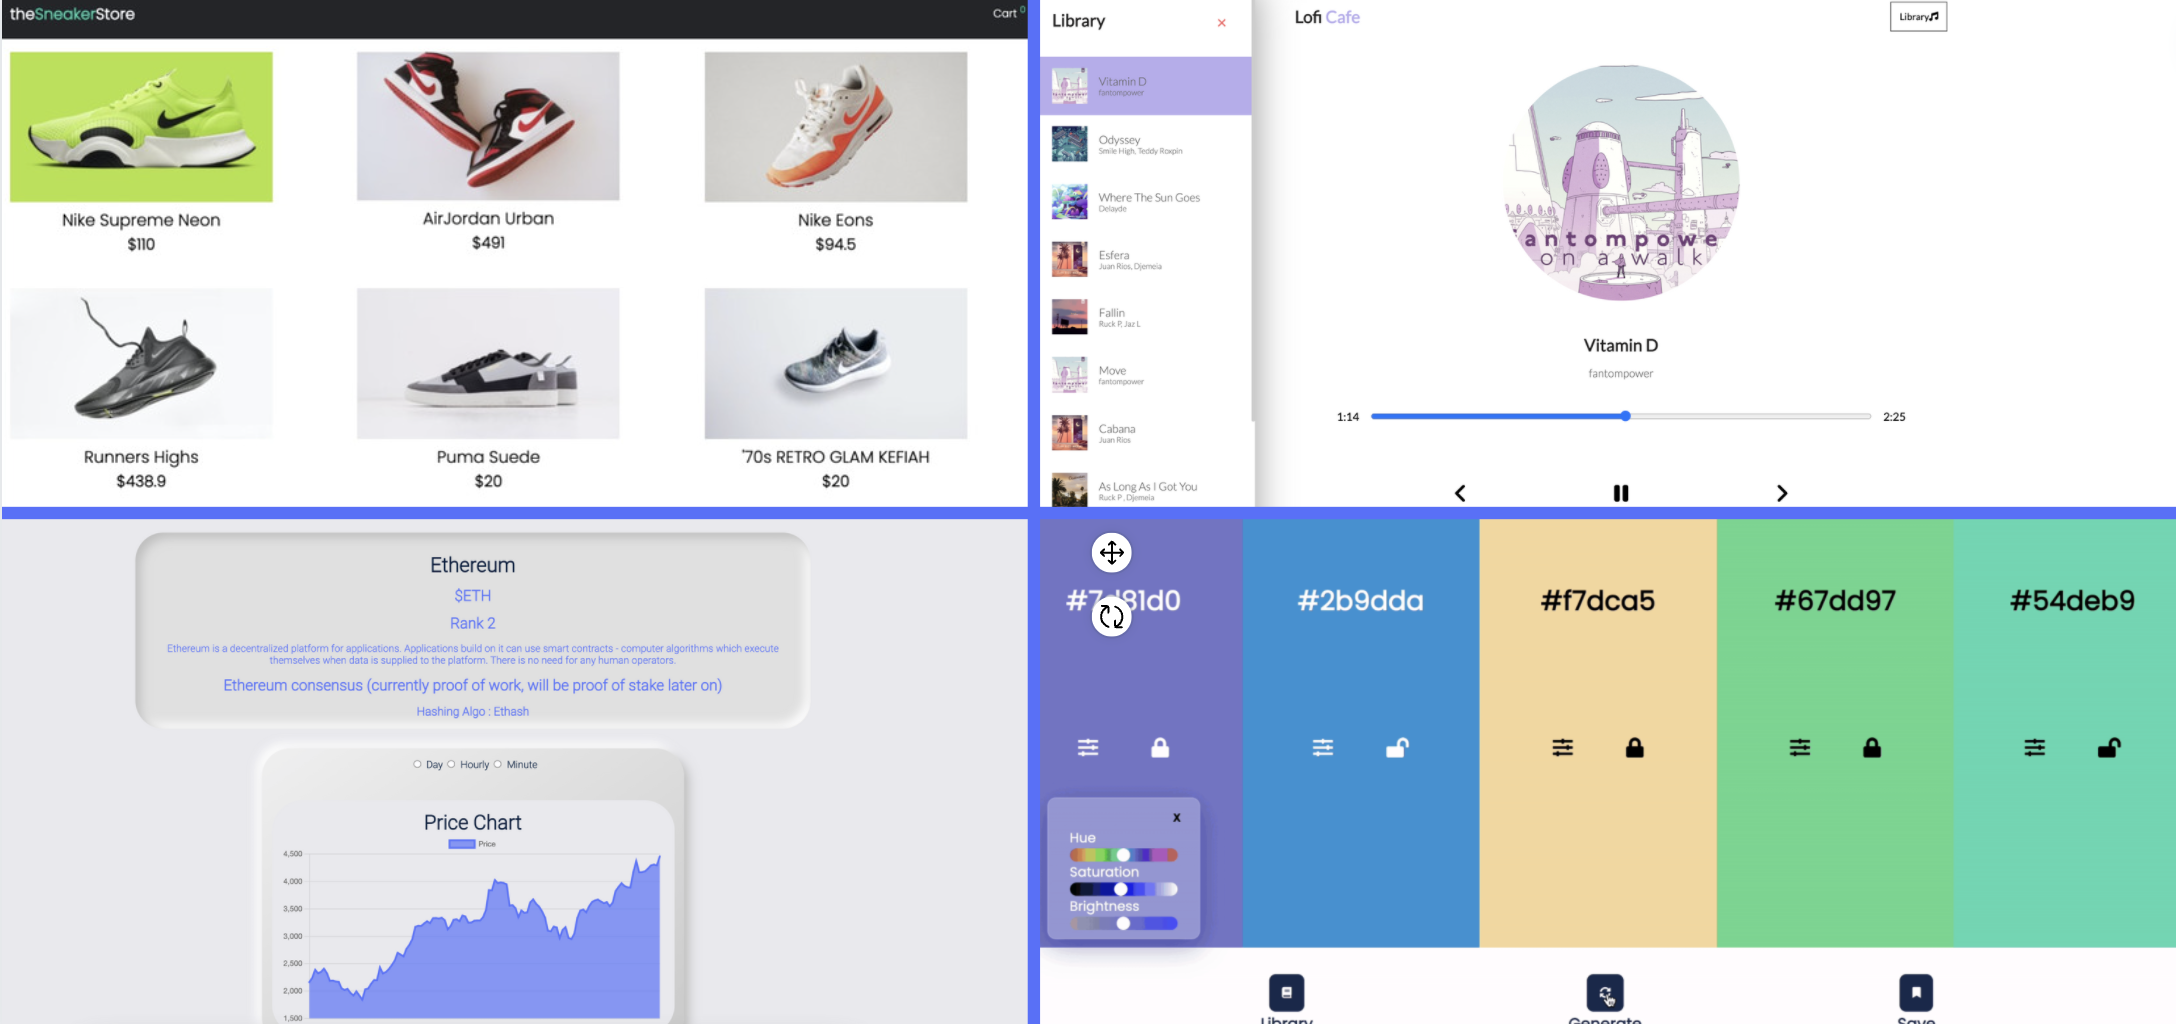 theSneakerStore
Cart 0
Nike Supreme Neon
$110
AirJordan Urban
$491
Nike Eons
$94.5
Runners Highs
$438.9
Puma Suede
$20
'70s RETRO GLAM KEFIAH
$20
Library
×
Vitamin D
fantompower
Odyssey
Smile High, Teddy Roxpin
Where The Sun Goes
Delayde
Esfera
Juan Rios, Djemeia
Fallin
Ruck P, Jaz L
Move
fantompower
Cabana
Juan Rios
As Long As I Got You
Ruck P , Djemeia
Lofi Cafe
Library
antompowe
on a walk
Vitamin D
fantompower
1:14
2:25
Ethereum
$ETH
Rank 2
Ethereum is a decentralized platform for applications. Applications build on it can use smart contracts - computer algorithms which execute
themselves when data is supplied to the platform. There is no need for any human operators.
Ethereum consensus (currently proof of work, will be proof of stake later on)
Hashing Algo : Ethash
Day Hourly Minute
Price Chart
Price
4,500
4,000
3,500
3,000
2,500
2,000
1,500
#2b9dda
#f7dca5
#67dd97
#54deb9
x
Hue
Saturation
Brightness
Library
Generate
Save